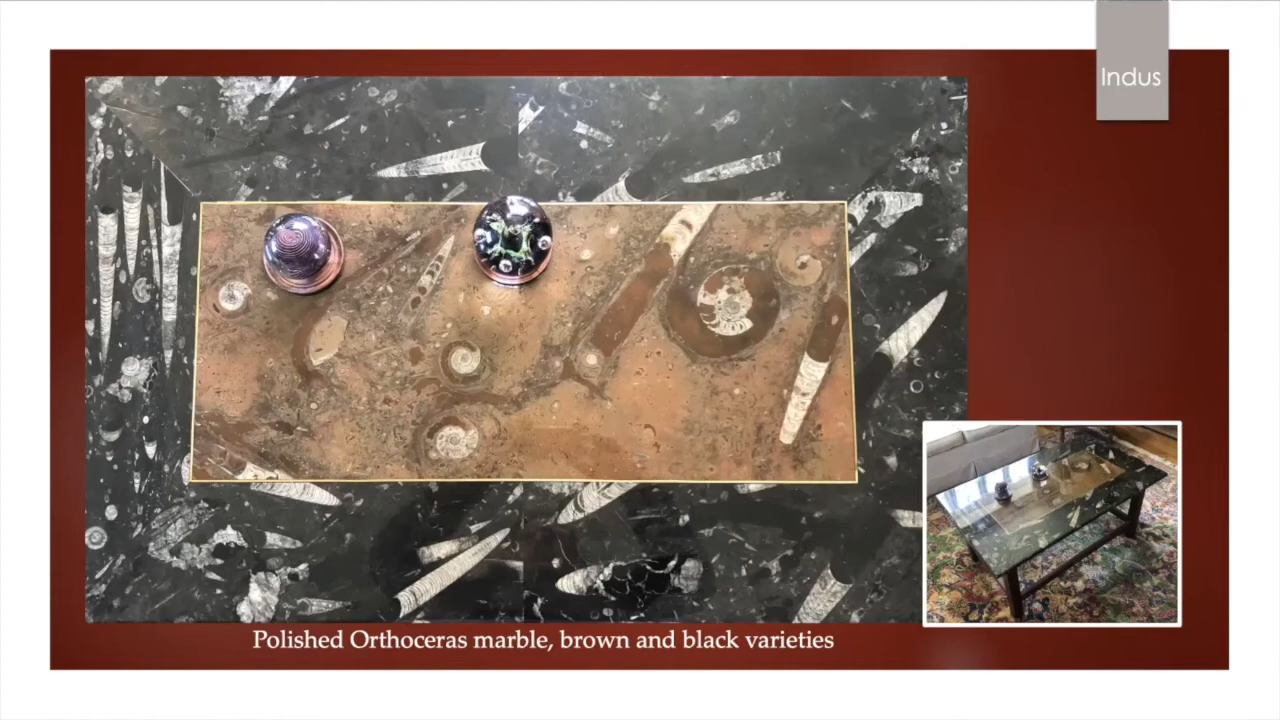 Indus
Polished Orthoceras marble, brown and black varieties